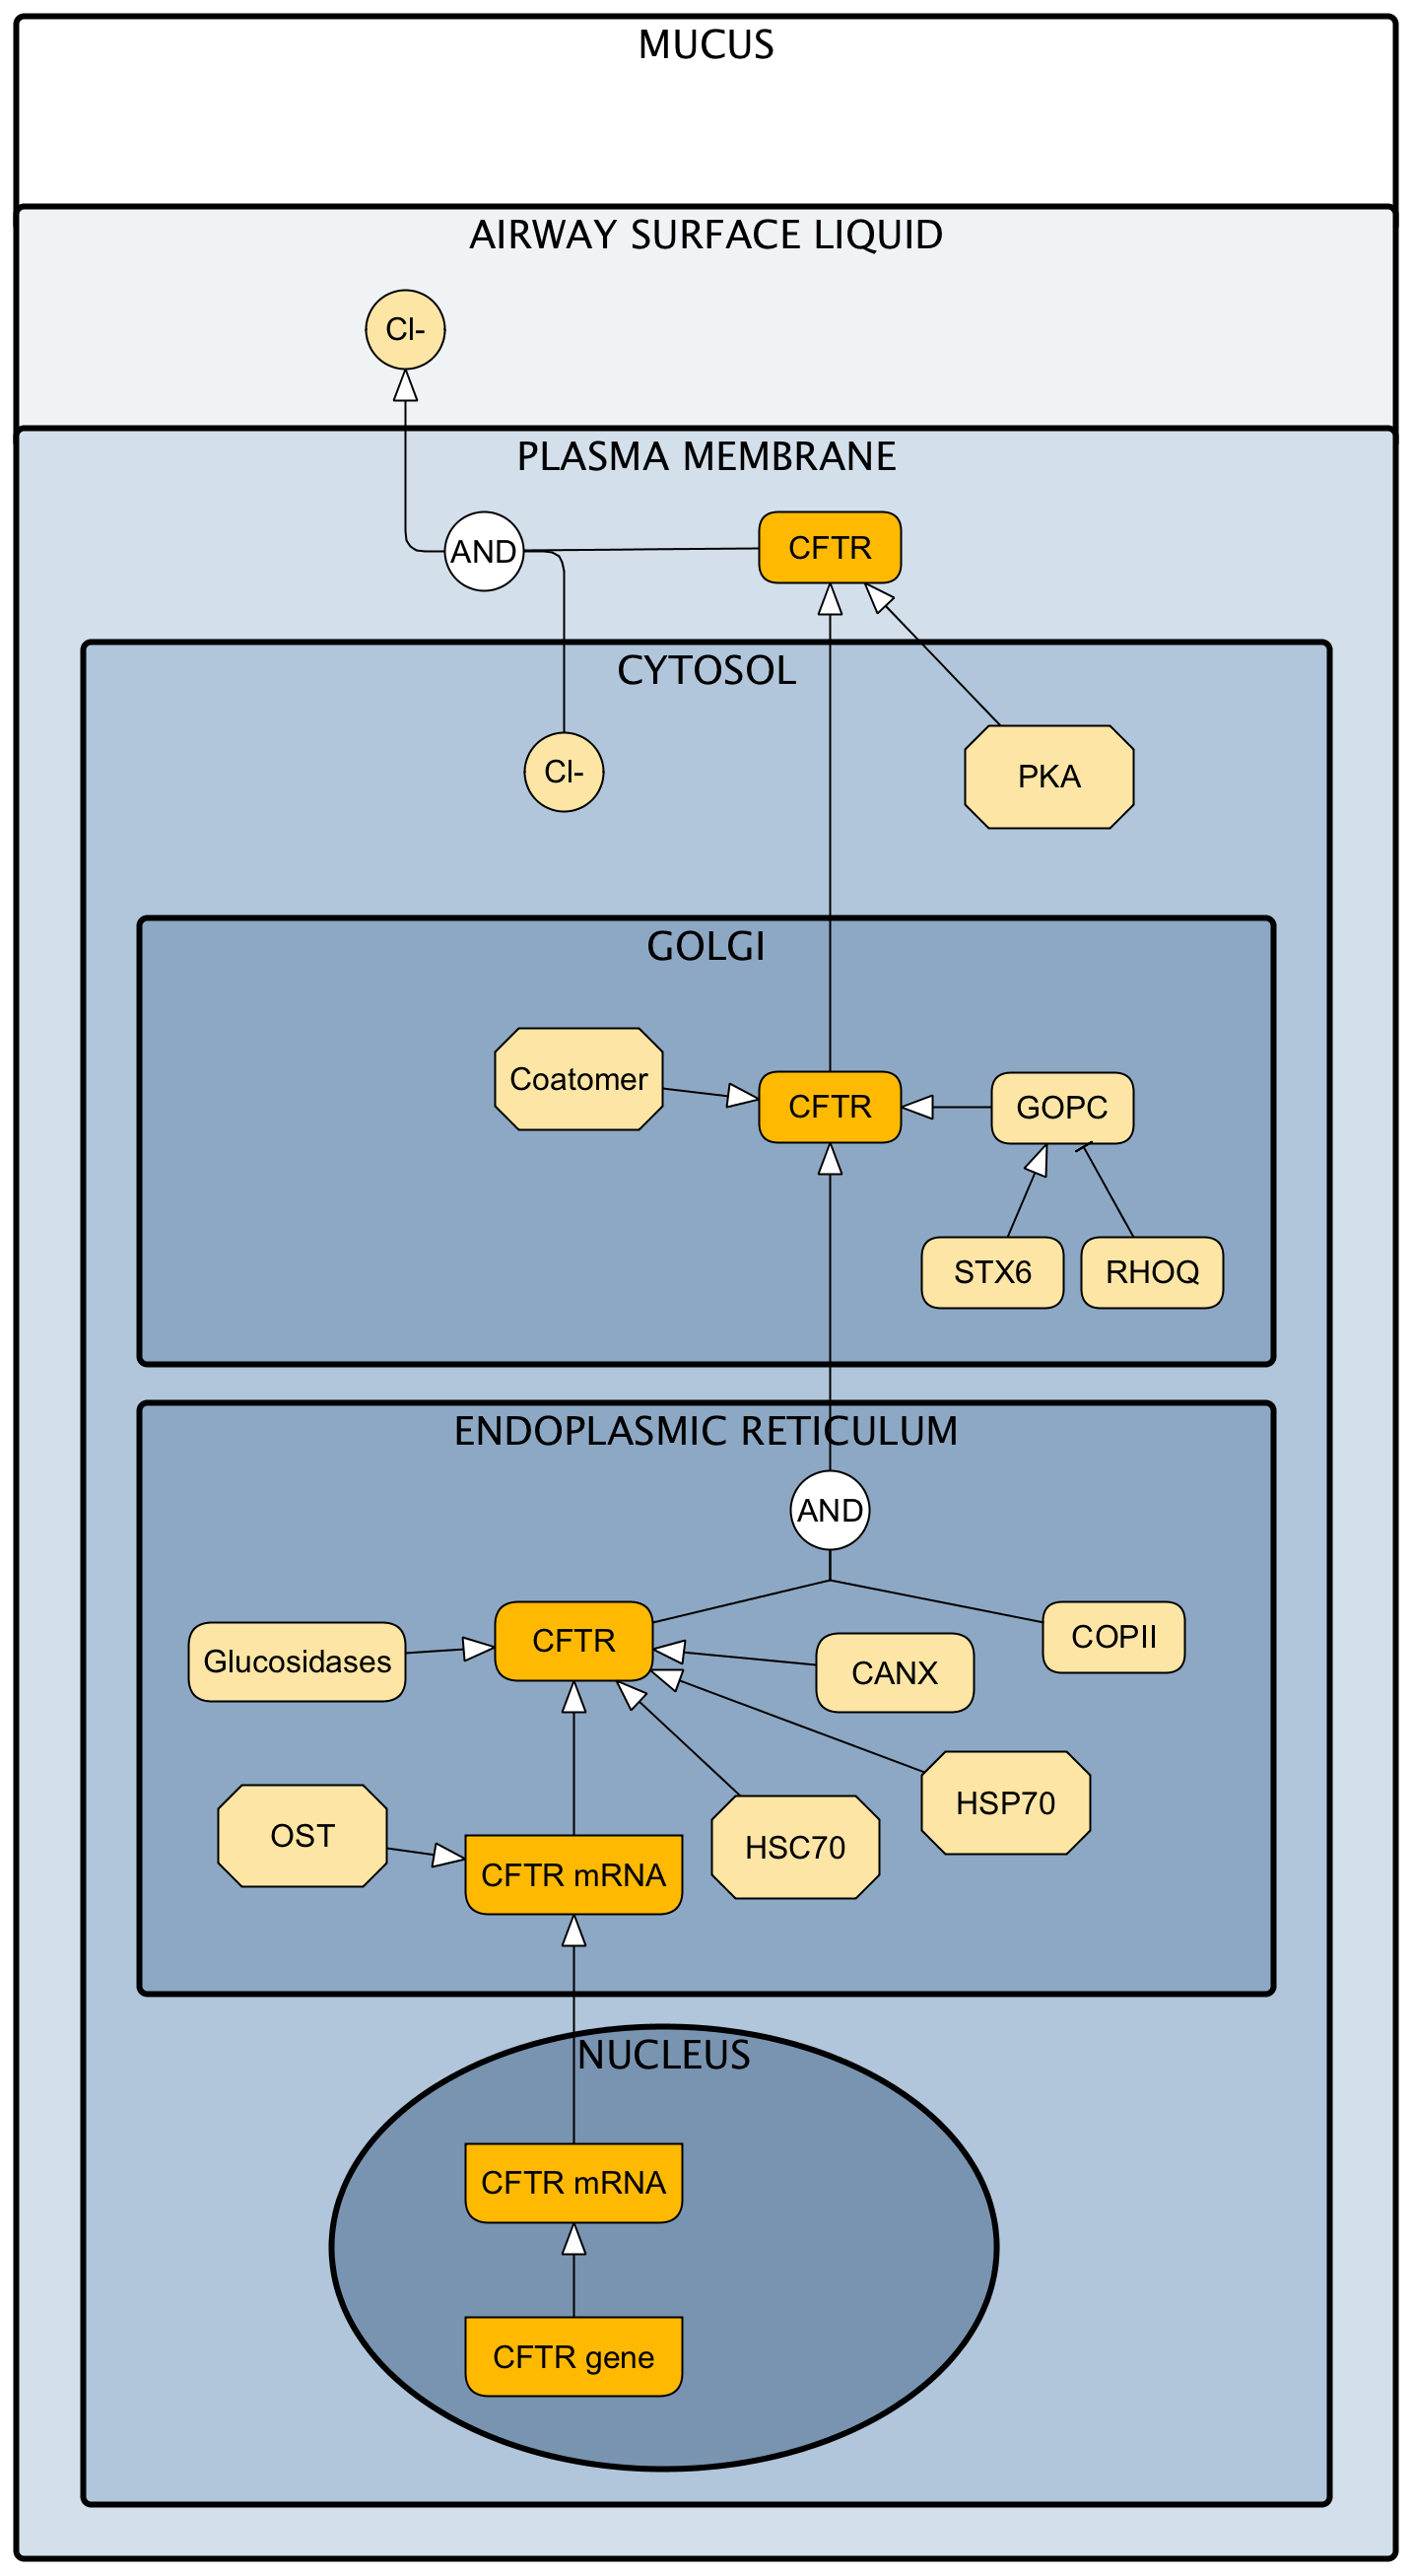 MUCUS
AIRWAY SURFACE LIQUID
Cl-
PLASMA MEMBRANE
AND
CFTR
CYTOSOL
Cl-
PKA
GOLGI
Coatomer
CFTR
GOPC
STX6
RHOQ
ENDOPLASMIC RETICULUM
AND
CFTR
COPII
Glucosidases
CANX
HSP70
OST
HSC70
CFTR mRNA
NUCLEUS
CFTR mRNA
CFTR gene